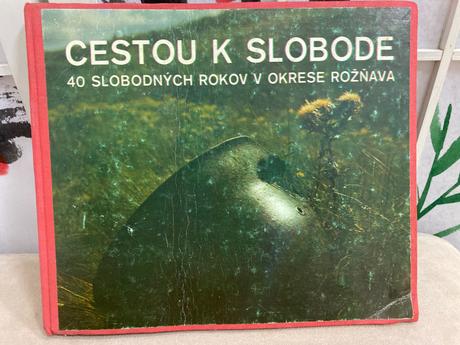 CESTOU K SLOBODE
40 SLOBODNÝCH ROKOV V OKRESE ROŽŇAVA